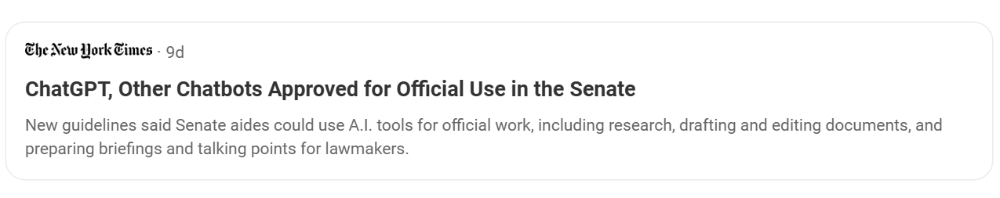 The New York Times · 9d
ChatGPT, Other Chatbots Approved for Official Use in the Senate
New guidelines said Senate aides could use A.I. tools for official work, including research, drafting and editing documents, and
preparing briefings and talking points for lawmakers.